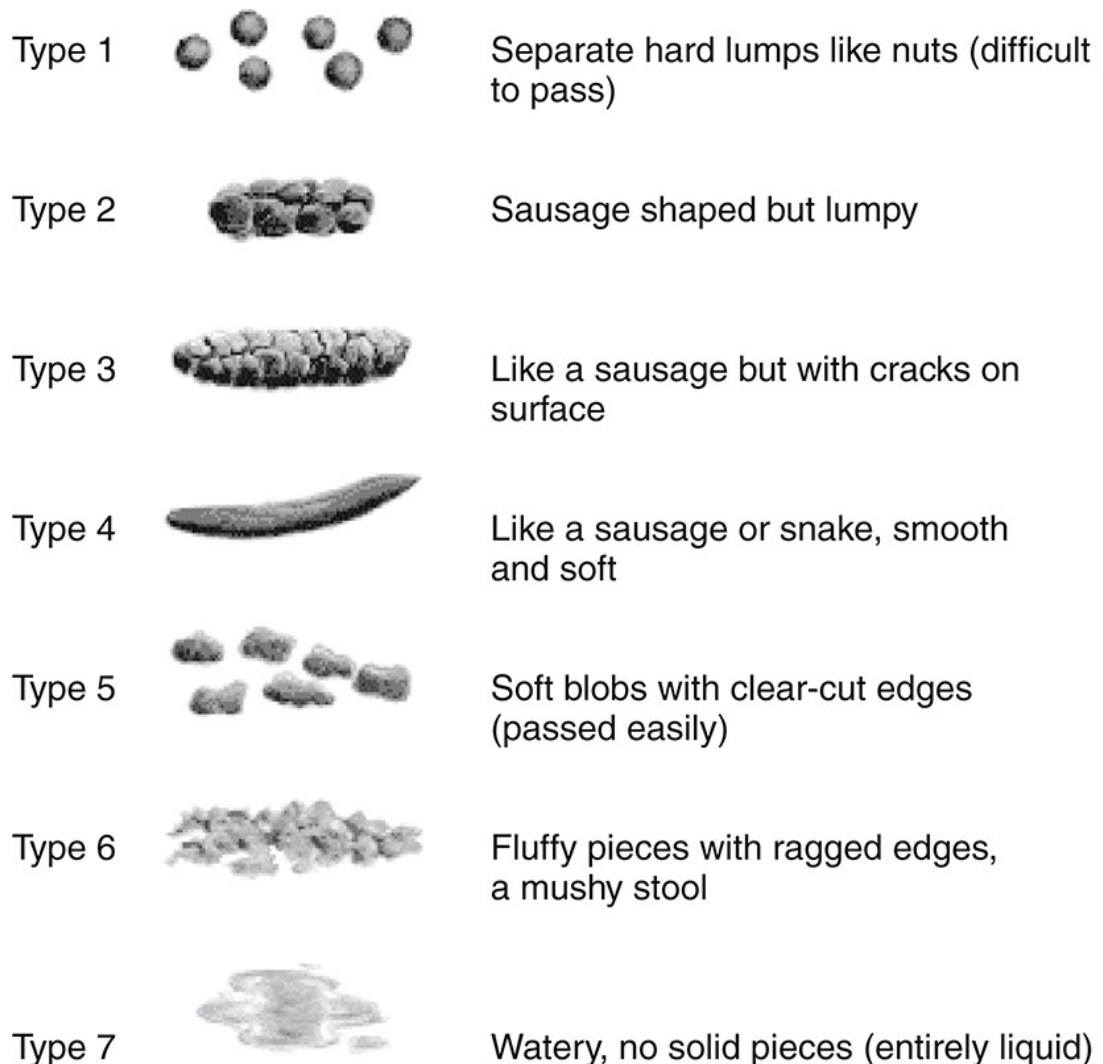 Type 1 Separate hard lumps like nuts (difficult
to pass)
Type 2 Sausage shaped but lumpy
Type 3 Like a sausage but with cracks on
surface
Type 4 Like a sausage or snake, smooth
and soft
Type 5 Soft blobs with clear-cut edges
(passed easily)
Type 6 Fluffy pieces with ragged edges,
a mushy stool
Type 7 Watery, no solid pieces (entirely liquid)